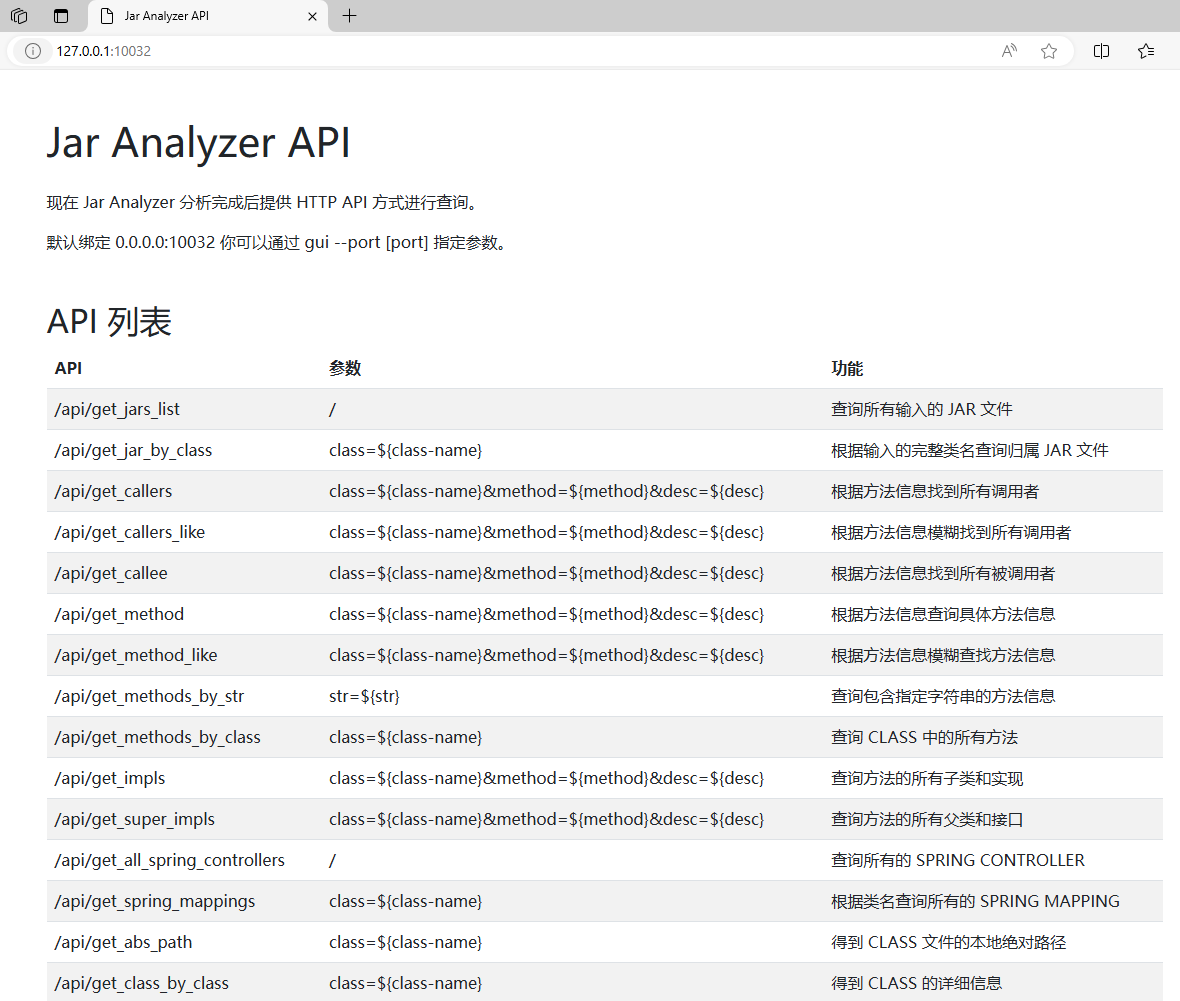 Jar Analyzer API
127.0.0.1:10032
Jar Analyzer API
现在 Jar Analyzer 分析完成后提供 HTTP API 方式进行查询。
默认绑定 0.0.0.0:10032 你可以通过 gui --port [port] 指定参数。
API 列表
API 参数 功能
/api/get_jars_list / 查询所有输入的 JAR 文件
/api/get_jar_by_class class=${class-name} 根据输入的完整类名查询归属 JAR 文件
/api/get_callers class=${class-name}&method=${method}&desc=${desc} 根据方法信息找到所有调用者
/api/get_callers_like class=${class-name}&method=${method}&desc=${desc} 根据方法信息模糊找到所有调用者
/api/get_callee class=${class-name}&method=${method}&desc=${desc} 根据方法信息找到所有被调用者
/api/get_method class=${class-name}&method=${method}&desc=${desc} 根据方法信息查询具体方法信息
/api/get_method_like class=${class-name}&method=${method}&desc=${desc} 根据方法信息模糊查找方法信息
/api/get_methods_by_str str=${str} 查询包含指定字符串的方法信息
/api/get_methods_by_class class=${class-name} 查询 CLASS 中的所有方法
/api/get_impls class=${class-name}&method=${method}&desc=${desc} 查询方法的所有子类和实现
/api/get_super_impls class=${class-name}&method=${method}&desc=${desc} 查询方法的所有父类和接口
/api/get_all_spring_controllers / 查询所有的 SPRING CONTROLLER
/api/get_spring_mappings class=${class-name} 根据类名查询所有的 SPRING MAPPING
/api/get_abs_path class=${class-name} 得到 CLASS 文件的本地绝对路径
/api/get_class_by_class class=${class-name} 得到 CLASS 的详细信息